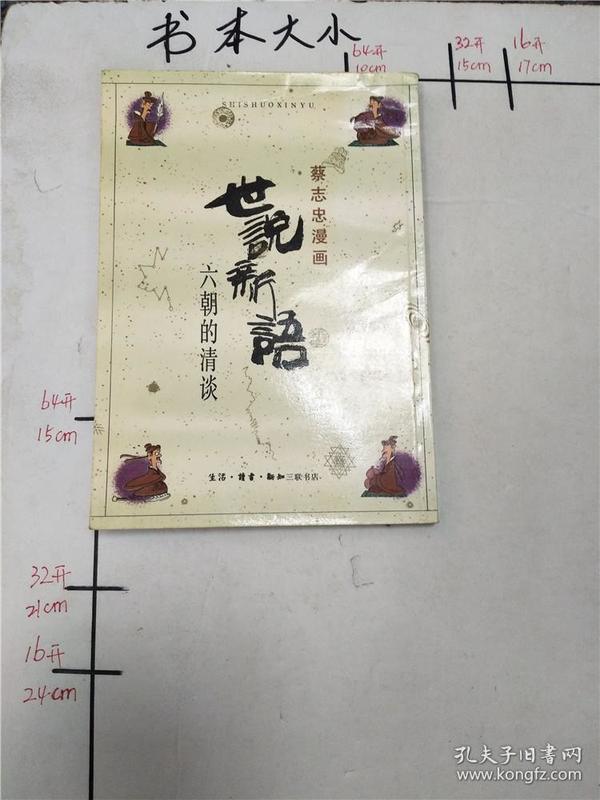 书本大小
64开
10cm
32开
15cm
16开
17cm
SHISHUOXINYU
蔡志忠漫画
世說新語
六朝的清谈
生活·讀書·新知三联书店
64开
15cm
32开
21cm
16开
24cm
孔夫子旧书网
www.kongfz.com